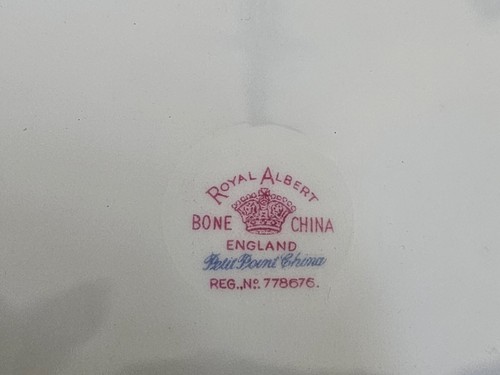 ROYAL ALBERT
BONE CHINA
ENGLAND
Petit Point China
REG., No. 778676.